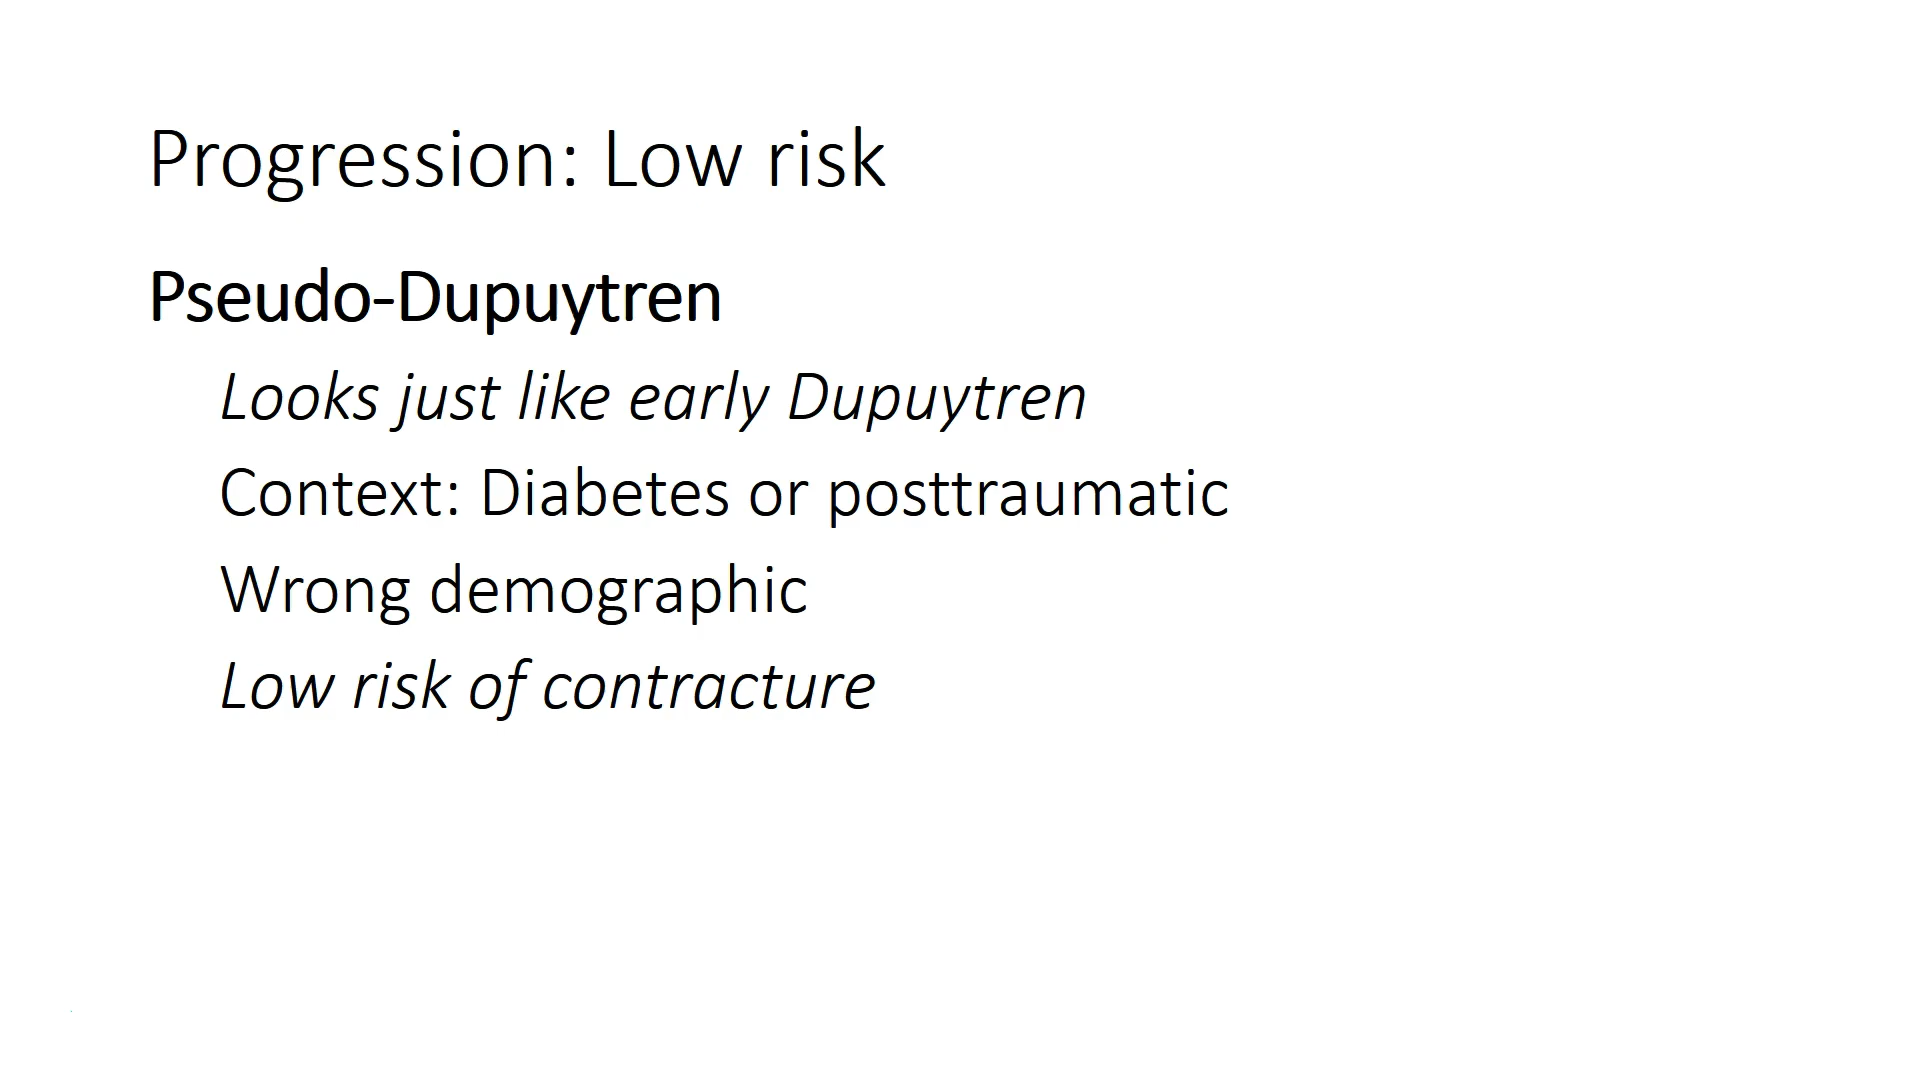 Progression: Low risk
Pseudo-Dupuytren
Looks just like early Dupuytren
Context: Diabetes or posttraumatic
Wrong demographic
Low risk of contracture